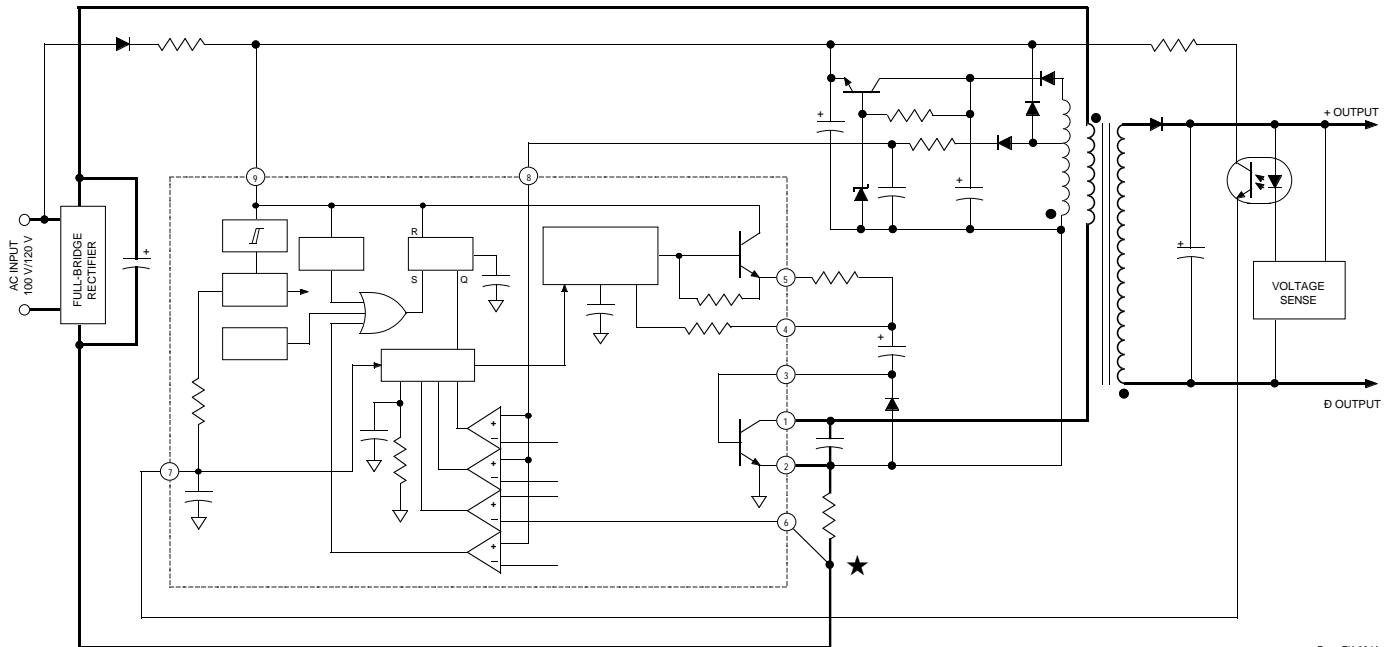 + OUTPUT
9
8
AC INPUT
100 V/120 V
FULL-BRIDGE
RECTIFIER
+
+
+
+
R
S
Q
5
VOLTAGE
SENSE
4
+
3
Ð OUTPUT
1
+
−
2
+
−
7
+
−
6
+
−